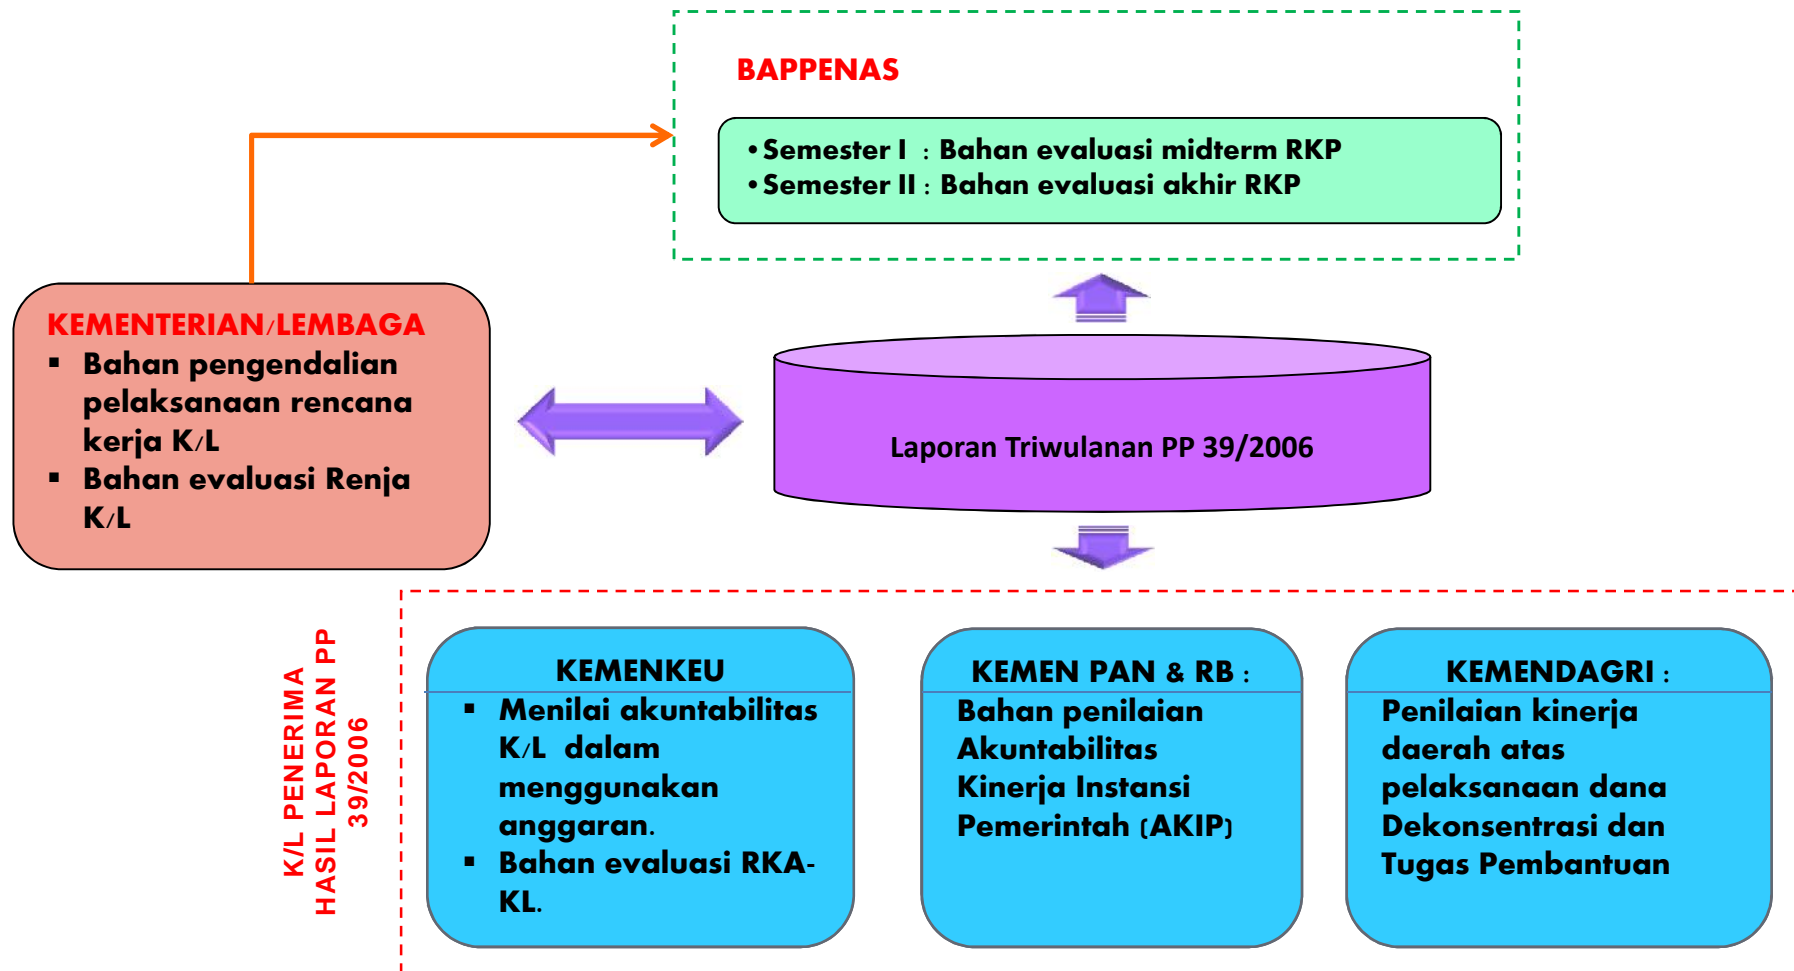 BAPPENAS
•Semester I : Bahan evaluasi midterm RKP
•Semester II : Bahan evaluasi akhir RKP
KEMENTERIAN/LEMBAGA
▪ Bahan pengendalian
pelaksanaan rencana
kerja K/L
▪ Bahan evaluasi Renja
K/L
Laporan Triwulanan PP 39/2006
K/L PENERIMA
HASIL LAPORAN PP
39/2006
KEMENKEU
▪ Menilai akuntabilitas
K/L dalam
menggunakan
anggaran.
▪ Bahan evaluasi RKA-
KL.
KEMEN PAN & RB :
Bahan penilaian
Akuntabilitas
Kinerja Instansi
Pemerintah (AKIP)
KEMENDAGRI :
Penilaian kinerja
daerah atas
pelaksanaan dana
Dekonsentrasi dan
Tugas Pembantuan